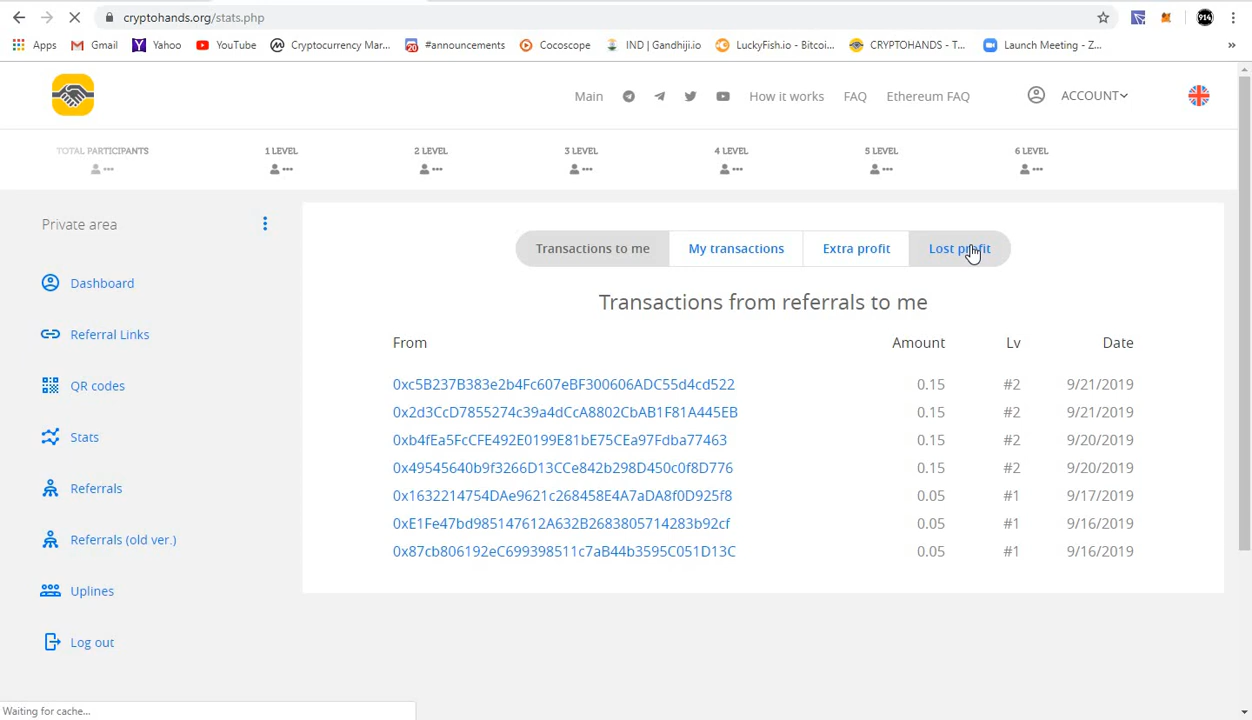 cryptohands.org/stats.php
914
Apps Gmail Yahoo YouTube Cryptocurrency Mar... 20 #announcements Cocoscope IND | Gandhiji.io LuckyFish.io - Bitcoi... CRYPTOHANDS - T... Launch Meeting - Z... »
Main How it works FAQ Ethereum FAQ ACCOUNT
TOTAL PARTICIPANTS 1 LEVEL 2 LEVEL 3 LEVEL 4 LEVEL 5 LEVEL 6 LEVEL
••• ••• ••• ••• ••• ••• •••
Private area
Dashboard
Referral Links
QR codes
Stats
Referrals
Referrals (old ver.)
Uplines
Log out
Transactions to me My transactions Extra profit Lost profit
Transactions from referrals to me
From Amount Lv Date
0xc5B237B383e2b4Fc607eBF300606ADC55d4cd522 0.15 #2 9/21/2019
0x2d3CcD7855274c39a4dCcA8802CbAB1F81A445EB 0.15 #2 9/21/2019
0xb4fEa5FcCFE492E0199E81bE75CEa97Fdba77463 0.15 #2 9/20/2019
0x49545640b9f3266D13CCe842b298D450c0f8D776 0.15 #2 9/20/2019
0x1632214754DAe9621c268458E4A7aDA8f0D925f8 0.05 #1 9/17/2019
0xE1Fe47bd985147612A632B2683805714283b92cf 0.05 #1 9/16/2019
0x87cb806192eC699398511c7aB44b3595C051D13C 0.05 #1 9/16/2019
Waiting for cache...